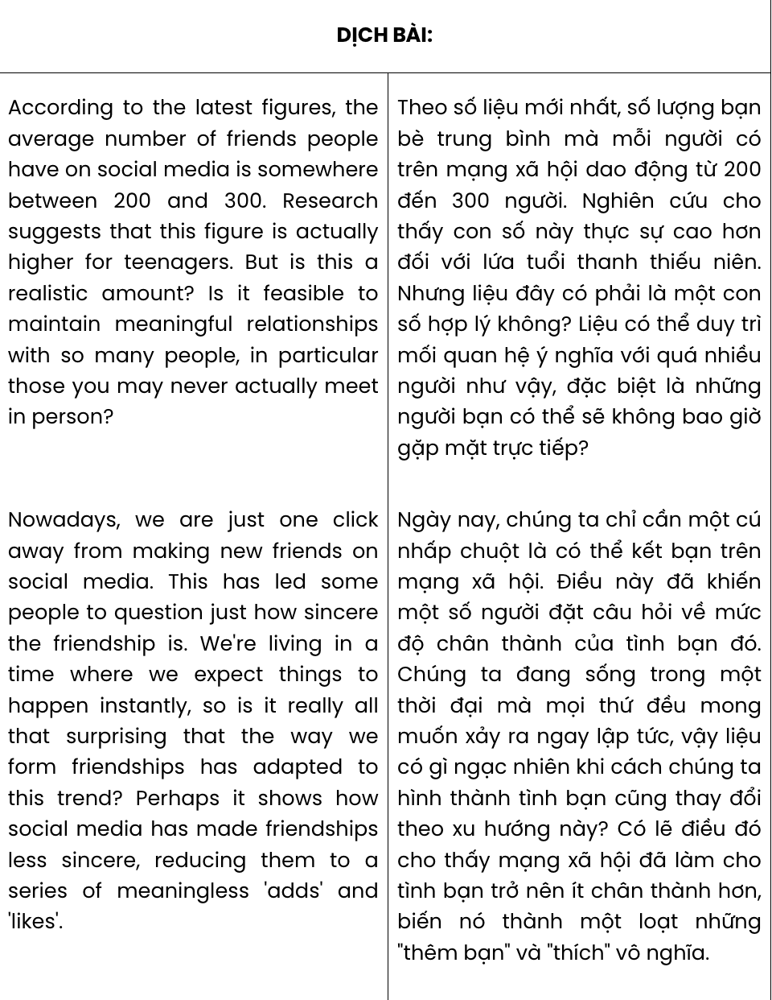 DỊCH BÀI:
According to the latest figures, the
average number of friends people
have on social media is somewhere
between 200 and 300. Research
suggests that this figure is actually
higher for teenagers. But is this a
realistic amount? Is it feasible to
maintain meaningful relationships
with so many people, in particular
those you may never actually meet
in person?
Theo số liệu mới nhất, số lượng bạn
bè trung bình mà mỗi người có
trên mạng xã hội dao động từ 200
đến 300 người. Nghiên cứu cho
thấy con số này thực sự cao hơn
đối với lứa tuổi thanh thiếu niên.
Nhưng liệu đây có phải là một con
số hợp lý không? Liệu có thể duy trì
mối quan hệ ý nghĩa với quá nhiều
người như vậy, đặc biệt là những
người bạn có thể sẽ không bao giờ
gặp mặt trực tiếp?
Nowadays, we are just one click
away from making new friends on
social media. This has led some
people to question just how sincere
the friendship is. We're living in a
time where we expect things to
happen instantly, so is it really all
that surprising that the way we
form friendships has adapted to
this trend? Perhaps it shows how
social media has made friendships
less sincere, reducing them to a
series of meaningless 'adds' and
'likes'.
Ngày nay, chúng ta chỉ cần một cú
nhấp chuột là có thể kết bạn trên
mạng xã hội. Điều này đã khiến
một số người đặt câu hỏi về mức
độ chân thành của tình bạn đó.
Chúng ta đang sống trong một
thời đại mà mọi thứ đều mong
muốn xảy ra ngay lập tức, vậy liệu
có gì ngạc nhiên khi cách chúng ta
hình thành tình bạn cũng thay đổi
theo xu hướng này? Có lẽ điều đó
cho thấy mạng xã hội đã làm cho
tình bạn trở nên ít chân thành hơn,
biến nó thành một loạt những
"thêm bạn" và "thích" vô nghĩa.